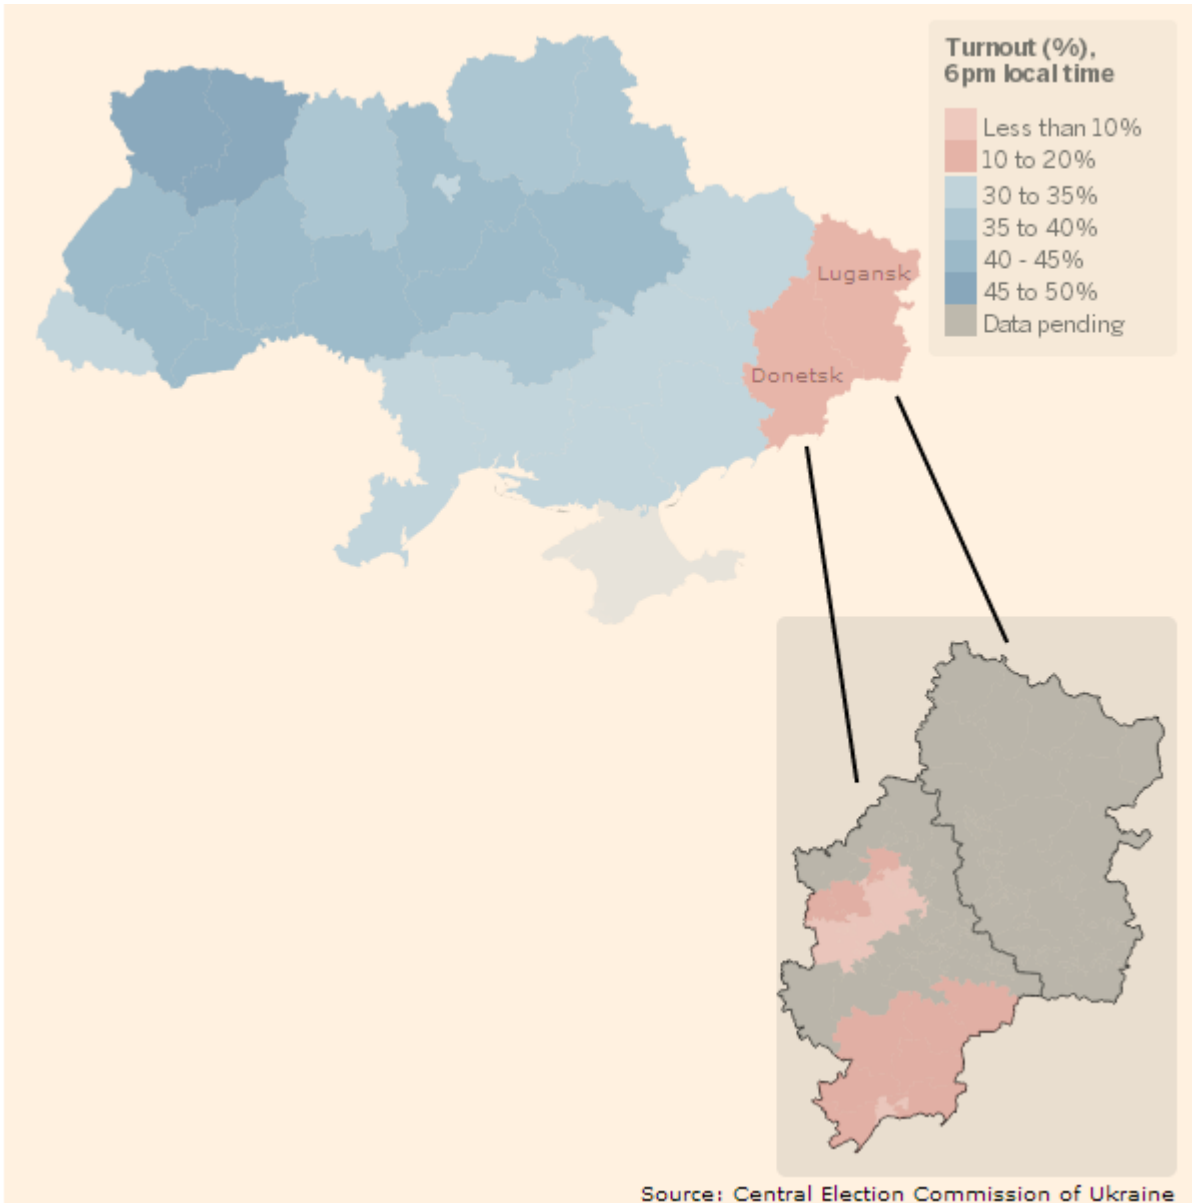 Turnout (%),
6pm local time
Less than 10%
10 to 20%
30 to 35%
35 to 40%
40 - 45%
45 to 50%
Data pending
Lugansk
Donetsk
Source: Central Election Commission of Ukraine